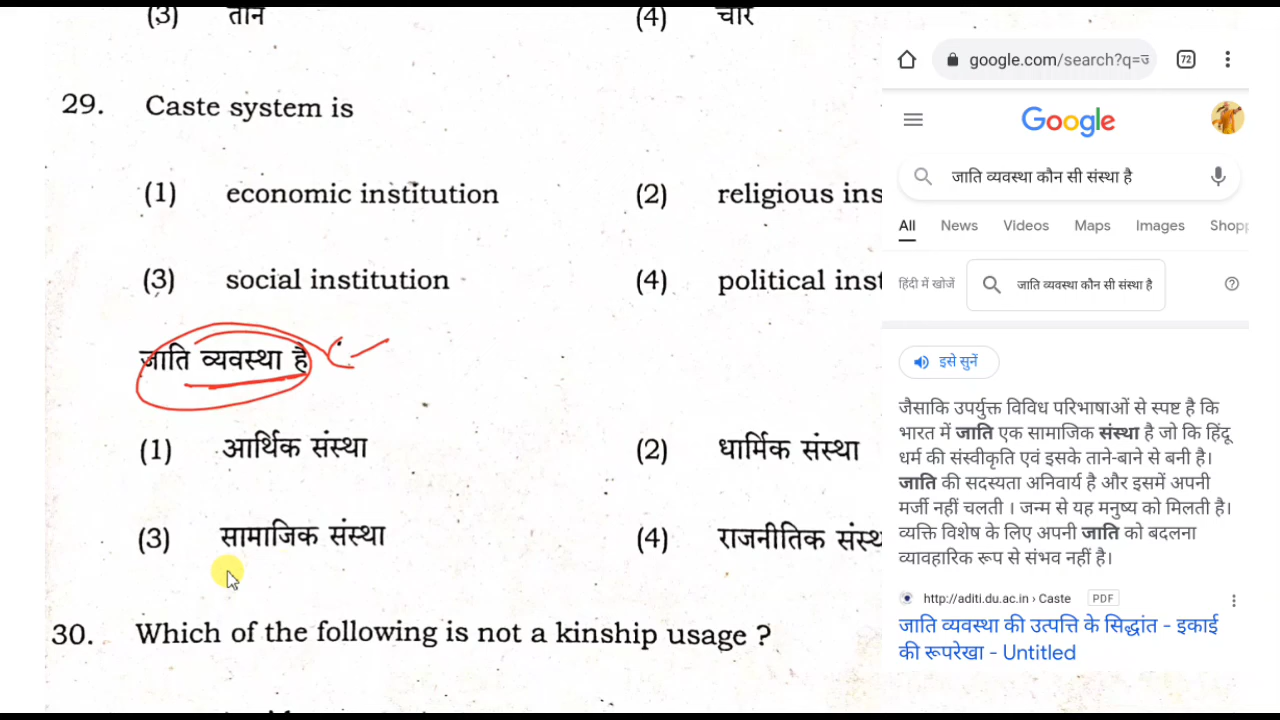 (3) तीन (4) चार
29. Caste system is
(1) economic institution (2) religious ins
(3) social institution (4) political inst
जाति व्यवस्था है
(1) आर्थिक संस्था (2) धार्मिक संस्था
(3) सामाजिक संस्था (4) राजनीतिक संस्थ
30. Which of the following is not a kinship usage ?
google.com/search?q=ज
72
Google
जाति व्यवस्था कौन सी संस्था है
All News Videos Maps Images Shopp
हिंदी में खोजें जाति व्यवस्था कौन सी संस्था है
इसे सुनें
जैसाकि उपर्युक्त विविध परिभाषाओं से स्पष्ट है कि
भारत में जाति एक सामाजिक संस्था है जो कि हिंदू
धर्म की संस्वीकृति एवं इसके ताने-बाने से बनी है।
जाति की सदस्यता अनिवार्य है और इसमें अपनी
मर्जी नहीं चलती । जन्म से यह मनुष्य को मिलती है।
व्यक्ति विशेष के लिए अपनी जाति को बदलना
व्यावहारिक रूप से संभव नहीं है।
http://aditi.du.ac.in › Caste PDF
जाति व्यवस्था की उत्पत्ति के सिद्धांत - इकाई
की रूपरेखा - Untitled